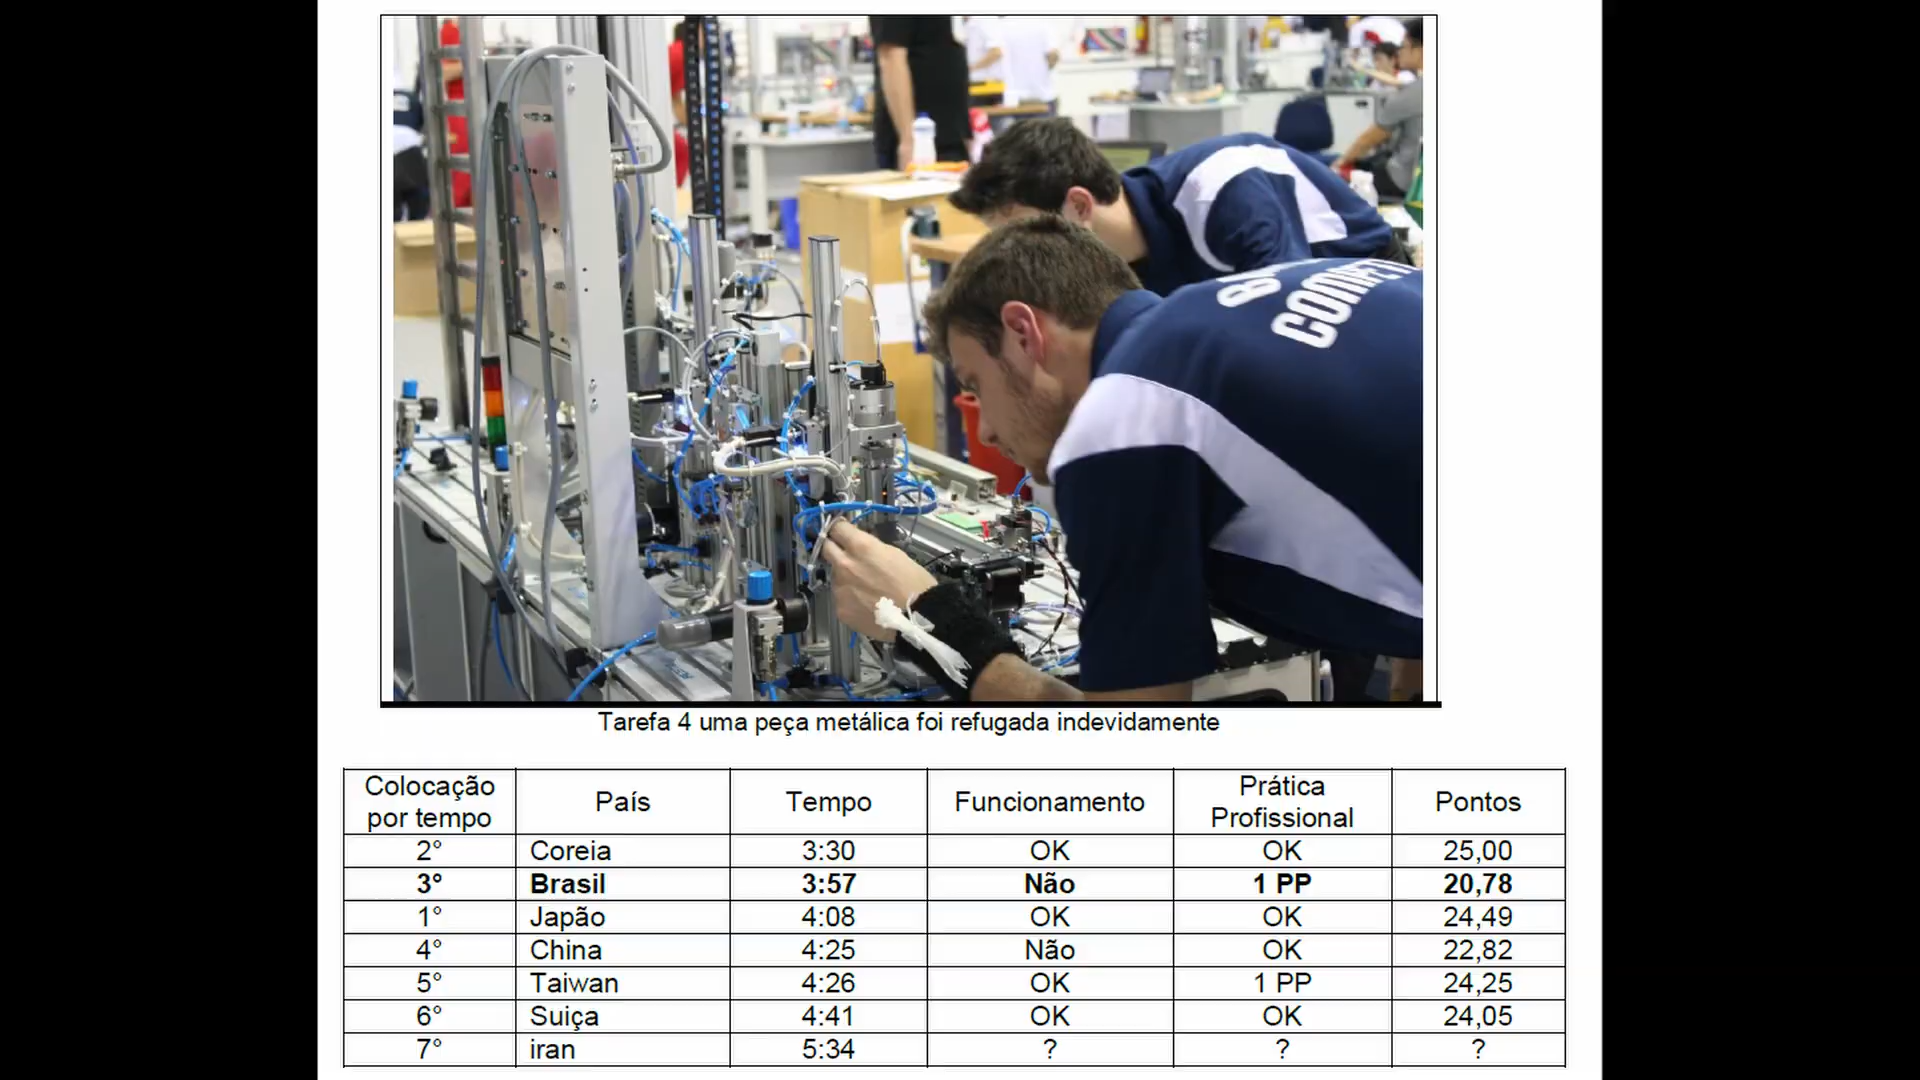 COMPETI
Tarefa 4 uma peça metálica foi refugada indevidamente
Colocação por tempo País Tempo Funcionamento Prática Profissional Pontos
2° Coreia 3:30 OK OK 25,00
3° Brasil 3:57 Não 1 PP 20,78
1° Japão 4:08 OK OK 24,49
4° China 4:25 Não OK 22,82
5° Taiwan 4:26 OK 1 PP 24,25
6° Suiça 4:41 OK OK 24,05
7° iran 5:34 ? ? ?